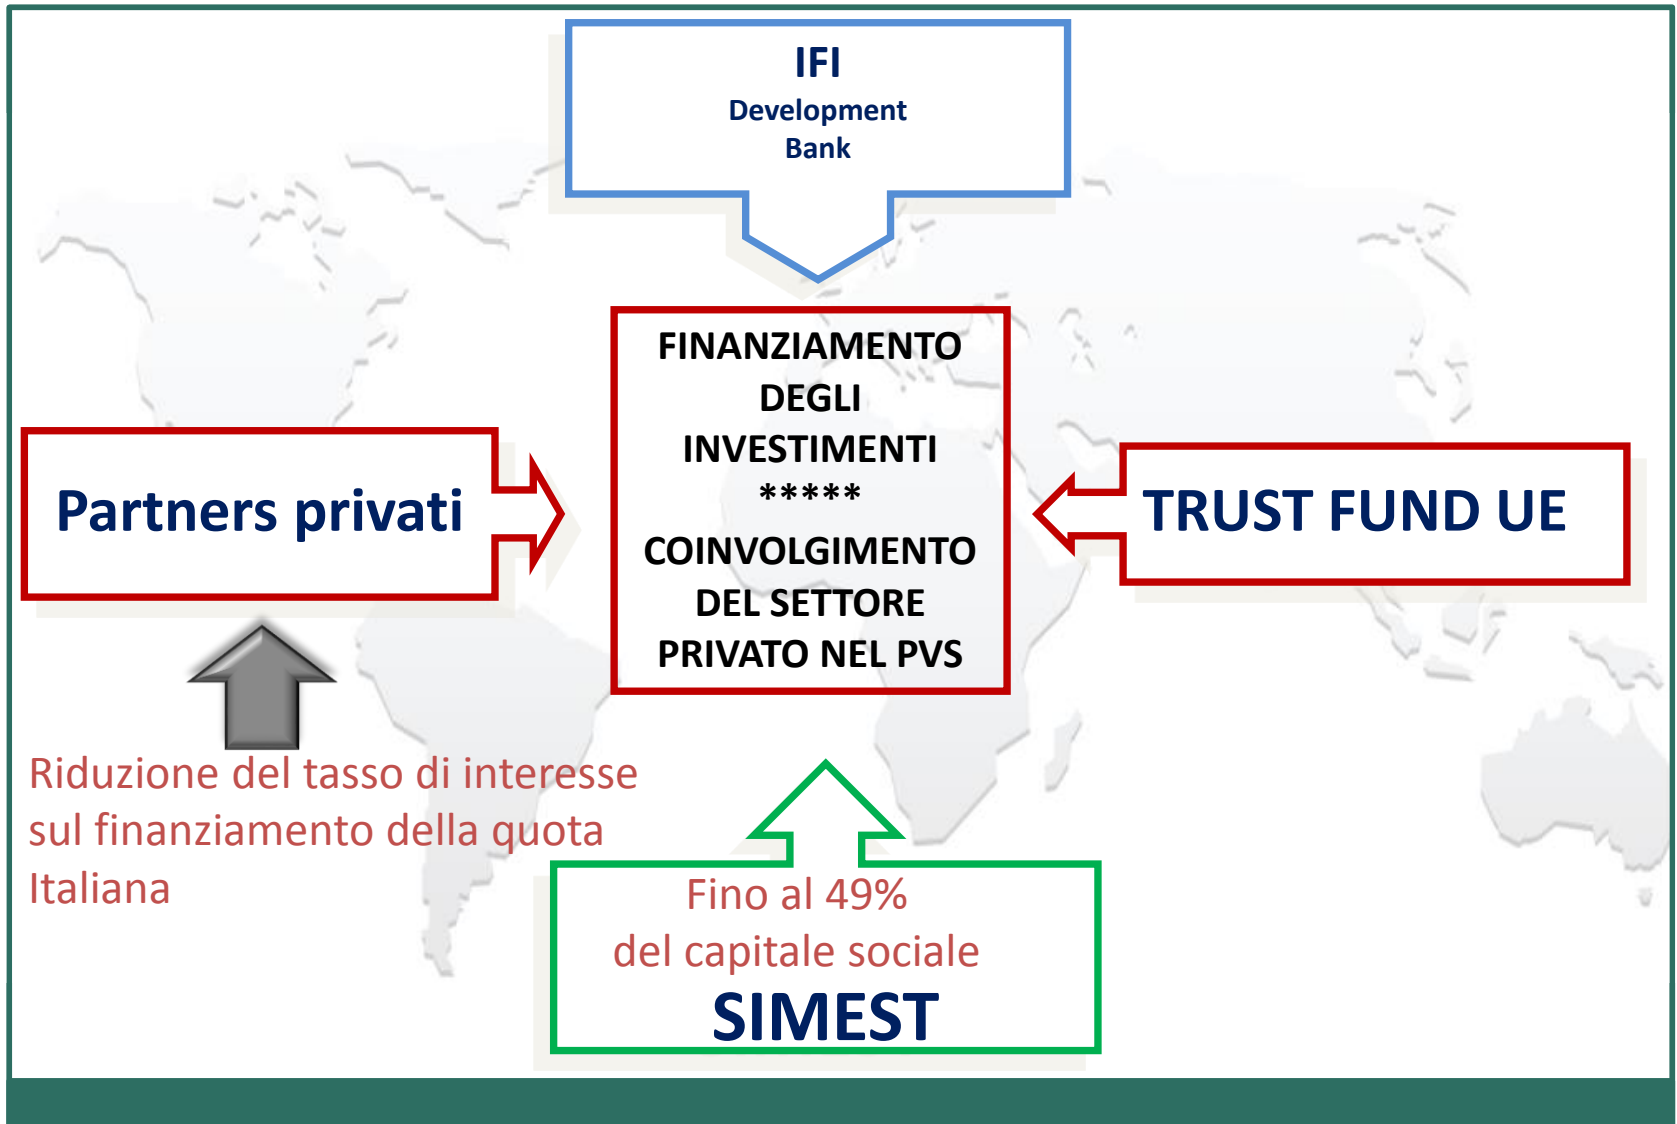 IFI
Development
Bank
FINANZIAMENTO
DEGLI
INVESTIMENTI
*****
COINVOLGIMENTO
DEL SETTORE
PRIVATO NEL PVS
Partners privati
TRUST FUND UE
Riduzione del tasso di interesse
sul finanziamento della quota
Italiana
Fino al 49%
del capitale sociale
SIMEST